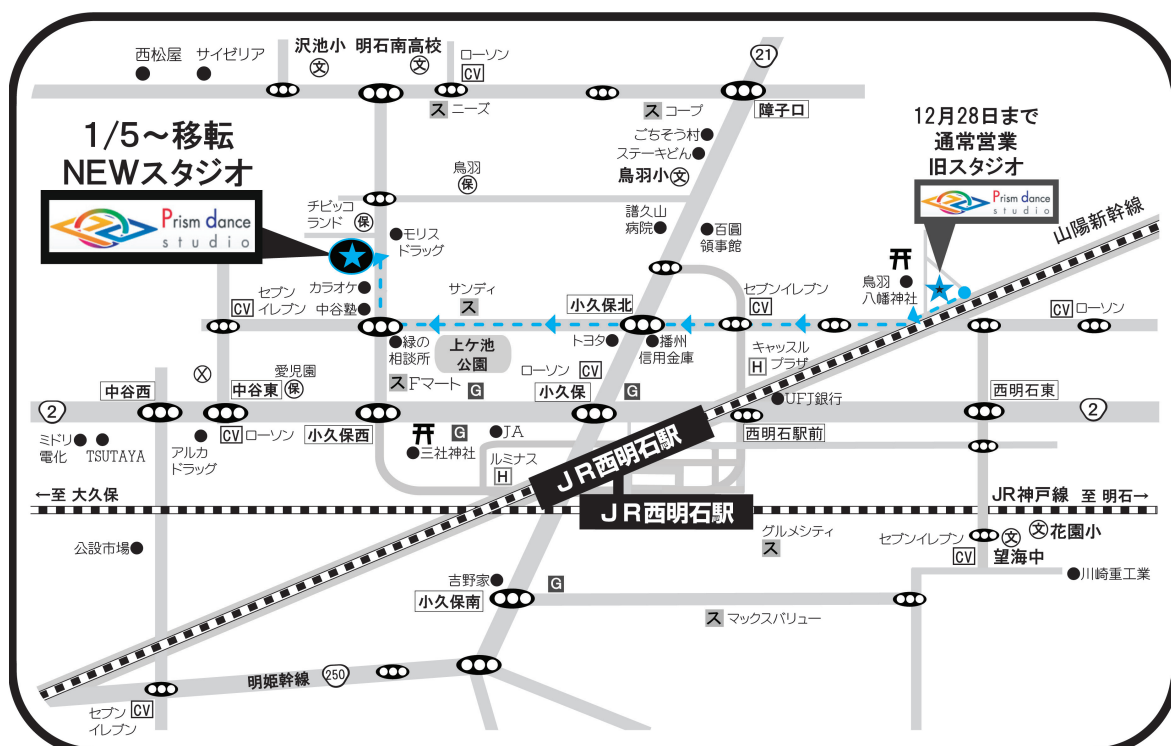 沢池小 明石南高校
西松屋 サイゼリア
ローソン
CV
文
文
21
ス ニーズ
ス コープ
障子口
1/5～移転
NEWスタジオ
Prism dance
studio
12月28日まで
通常営業
旧スタジオ
Prism dance
studio
ごちそう村
ステーキどん
鳥羽小 文
鳥羽
保
チビッコ
ランド 保
モリス
ドラッグ
譜久山
病院
百圓
領事館
山陽新幹線
鳥羽
八幡神社
カラオケ
中谷塾
セブン
イレブン
CV
サンディ
ス
小久保北
セブンイレブン
CV
CV ローソン
緑の
相談所
上ケ池
公園
トヨタ
播州
信用金庫
キャッスル
プラザ
H
ローソン CV
愛児園
保
中谷西
中谷東
ス Fマート
G
小久保
G
UFJ銀行
西明石東
2
2
ミドリ
電化
TSUTAYA
アルカ
ドラッグ
CV ローソン
小久保西
三社神社
G
JA
ルミナス
H
西明石駅前
JR西明石駅
JR西明石駅
←至 大久保
JR神戸線 至 明石→
公設市場
グルメシティ
ス
セブンイレブン
CV
文
望海中
文 花園小
川崎重工業
吉野家
G
小久保南
ス マックスバリュー
明姫幹線
250
セブン
イレブン
CV